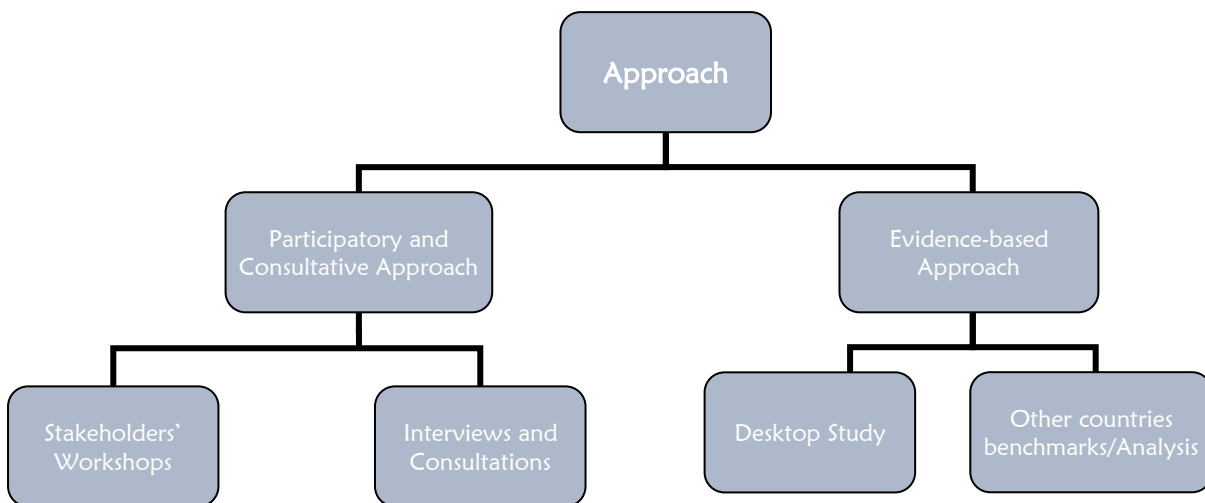 Approach
Participatory and
Consultative Approach
Evidence-based
Approach
Stakeholders’
Workshops
Interviews and
Consultations
Desktop Study
Other countries
benchmarks/Analysis